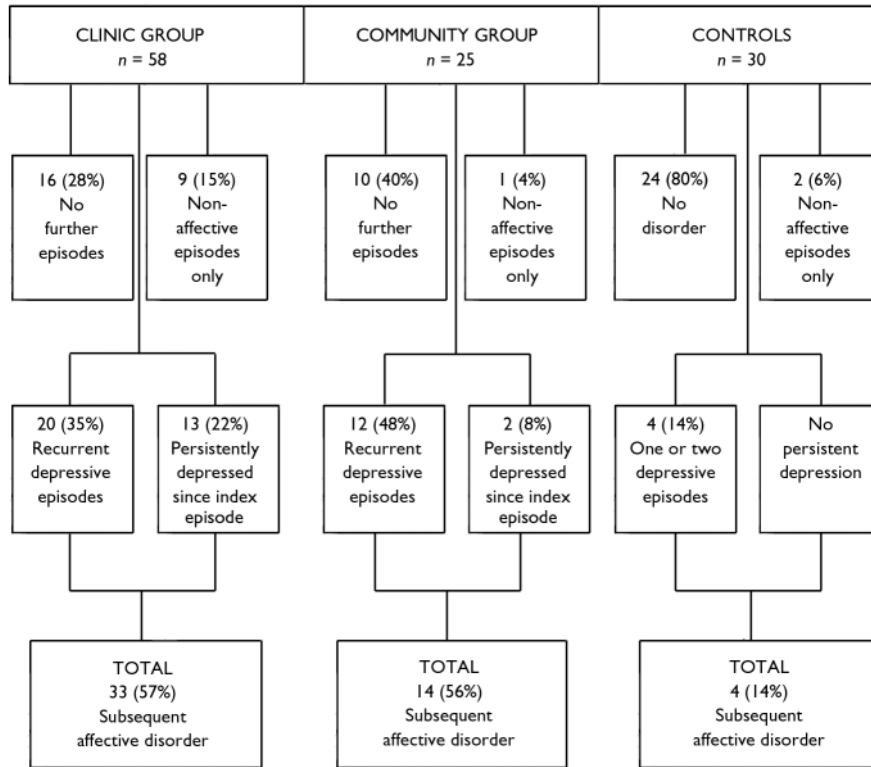 CLINIC GROUP
n = 58
COMMUNITY GROUP
n = 25
CONTROLS
n = 30
16 (28%)
No
further
episodes
9 (15%)
Non-
affective
episodes
only
10 (40%)
No
further
episodes
1 (4%)
Non-
affective
episodes
only
24 (80%)
No
disorder
2 (6%)
Non-
affective
episodes
only
20 (35%)
Recurrent
depressive
episodes
13 (22%)
Persistently
depressed
since index
episode
12 (48%)
Recurrent
depressive
episodes
2 (8%)
Persistently
depressed
since index
episode
4 (14%)
One or two
depressive
episodes
No
persistent
depression
TOTAL
33 (57%)
Subsequent
affective disorder
TOTAL
14 (56%)
Subsequent
affective disorder
TOTAL
4 (14%)
Subsequent
affective disorder